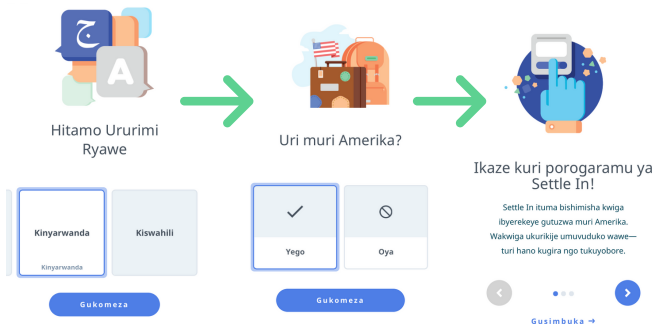 ج
A
Hitamo Ururimi
Ryawe
Kinyarwanda
Kinyarwanda
Kiswahili
Gukomeza
Uri muri Amerika?
Yego
Oya
Gukomeza
Ikaze kuri porogaramu ya
Settle In!
Settle In ituma bishimisha kwiga
ibyerekeye gutuzwa muri Amerika.
Wakwiga ukurikije umuvuduko wawe—
turi hano kugira ngo tukuyobore.
Gusimbuka →